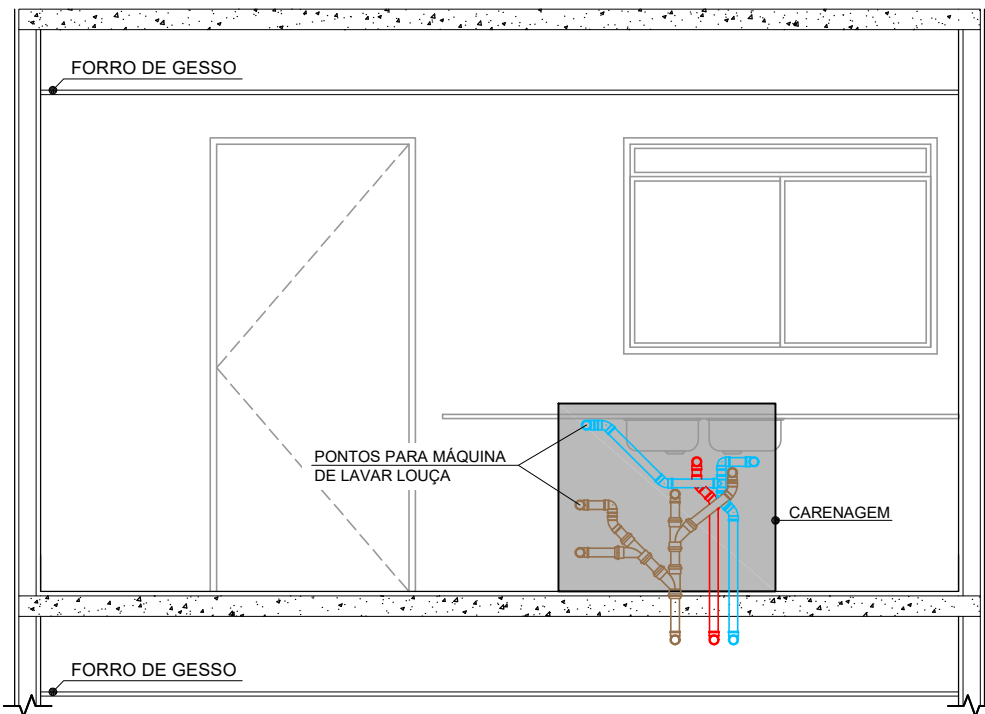 FORRO DE GESSO
PONTOS PARA MÁQUINA
DE LAVAR LOUÇA
CARENAGEM
FORRO DE GESSO